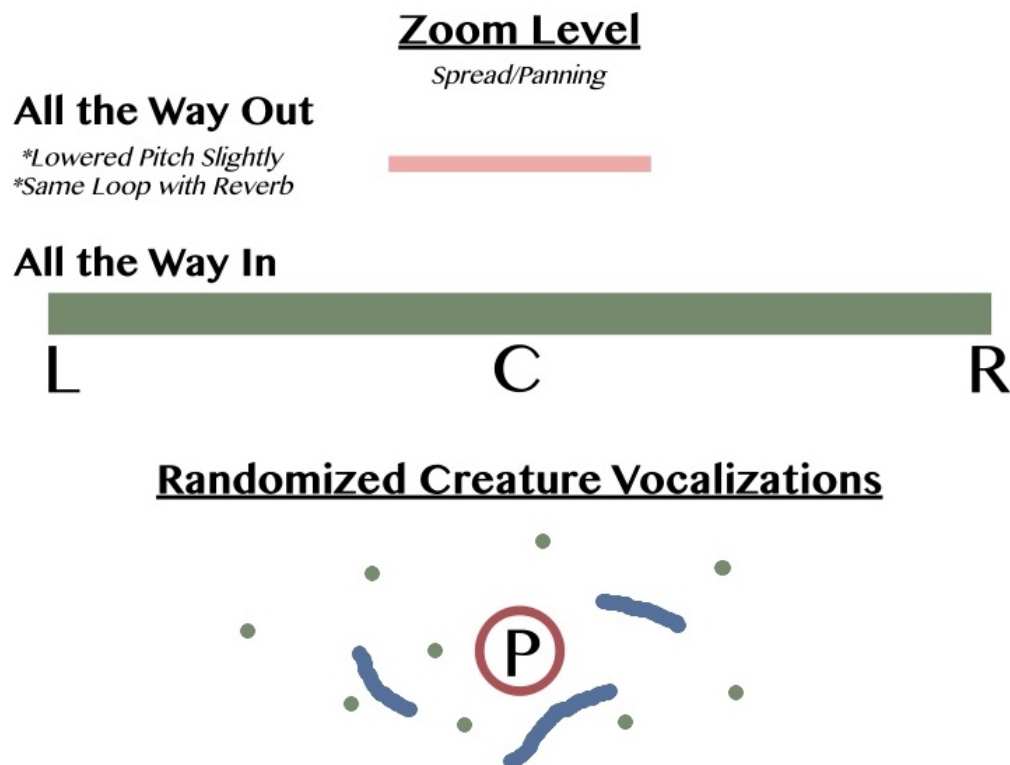 Zoom Level
Spread/Panning
All the Way Out
*Lowered Pitch Slightly
*Same Loop with Reverb
All the Way In
L C R
Randomized Creature Vocalizations
P